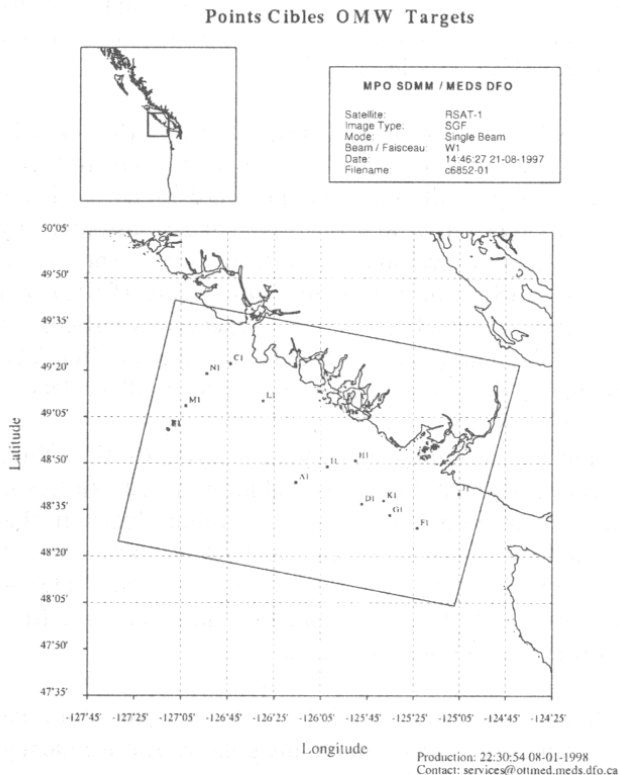 Points Cibles OMW Targets
MPO SDMM / MEDS DFO
Satellite: RSAT-1
Image Type: SGF
Mode: Single Beam
Beam / Faisceau: W1
Date: 14:46:27 21-08-1997
Filename: c6852-01
50°05'
49°50'
49°35'
49°20'
49°05'
48°50'
48°35'
48°20'
48°05'
47°50'
47°35'
Latitude
C1
N1
L1
M1
H1
A1
D1
K1
G1
F1
-127°45' -127°25' -127°05' -126°45' -126°25' -126°05' -125°45' -125°25' -125°05' -124°45' -124°25'
Longitude
Production: 22:30:54 08-01-1998
Contact: services@ottmed.meds.dfo.ca